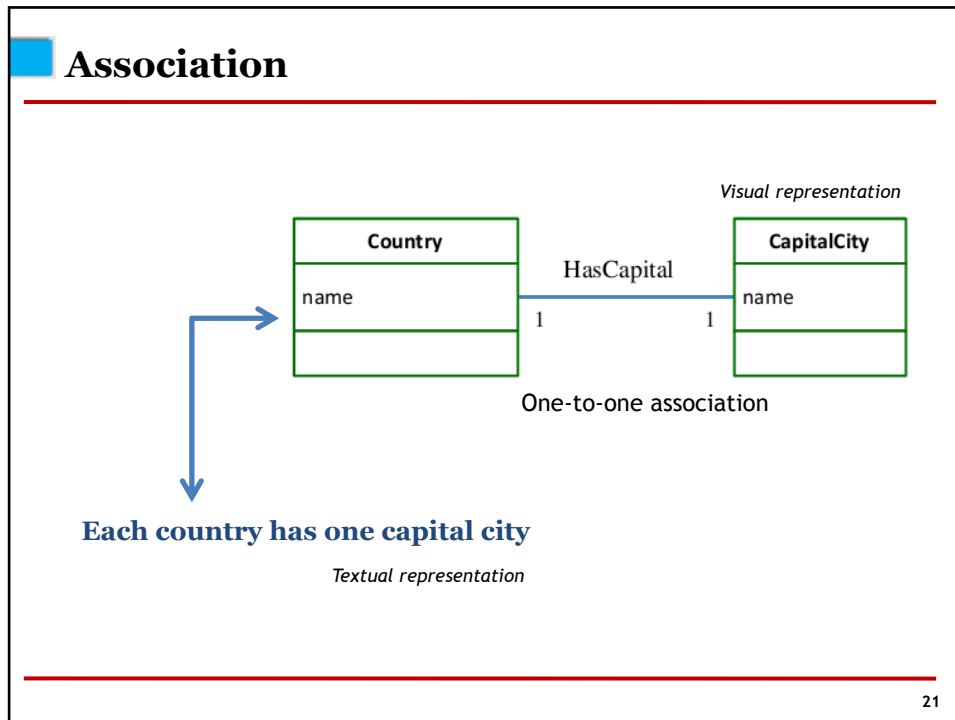 Association
Visual representation
Country
CapitalCity
HasCapital
name
name
1
1
One-to-one association
Each country has one capital city
Textual representation
21